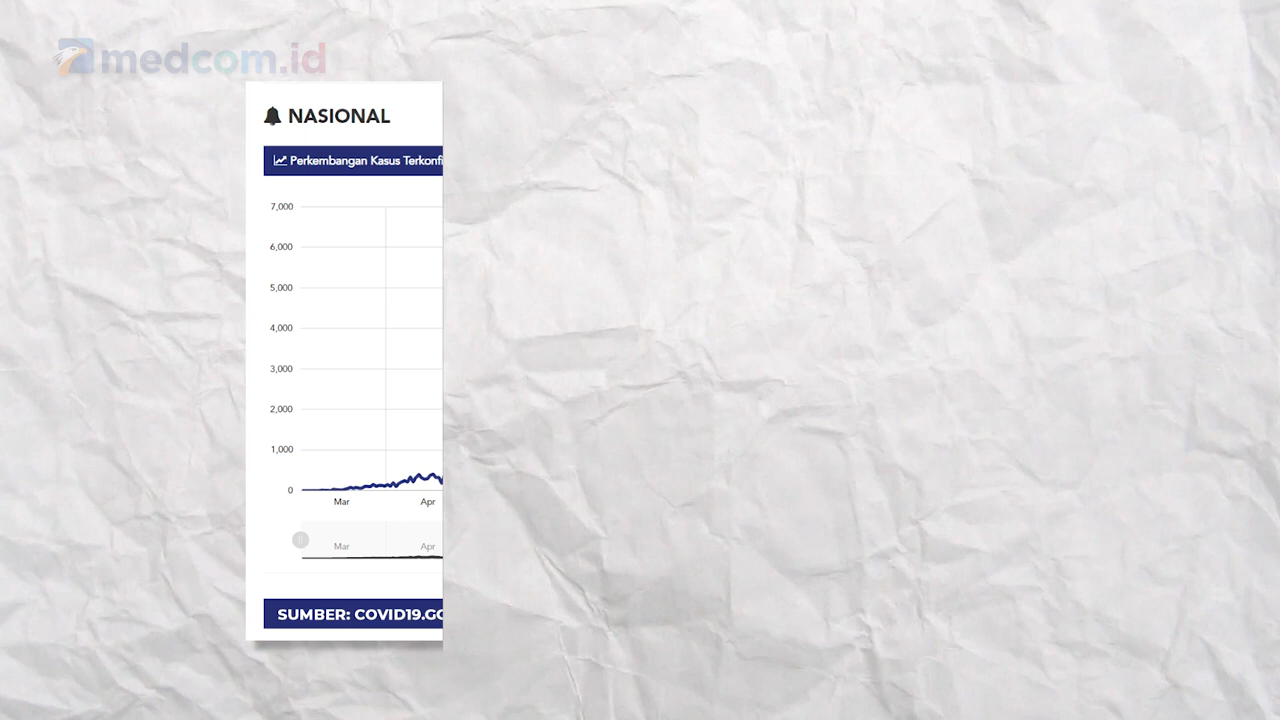 medcom.id
NASIONAL
Perkembangan Kasus Terkonfi
7,000
6,000
5,000
4,000
3,000
2,000
1,000
0
Mar Apr
Mar Apr
SUMBER: COVID19.GO